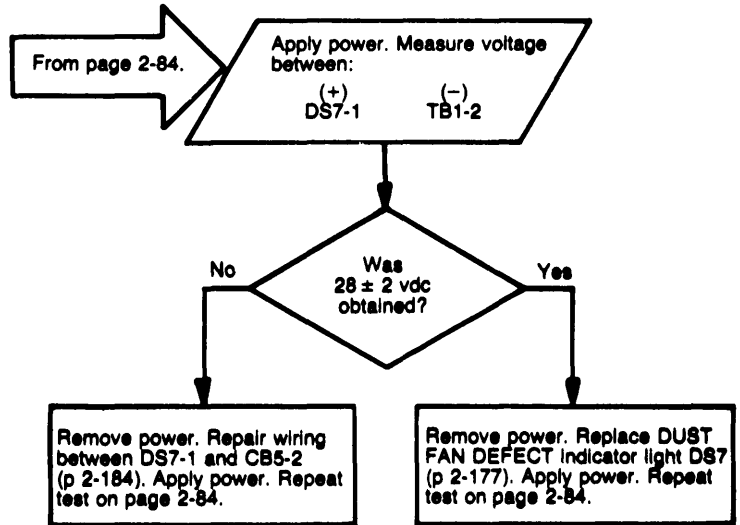 From page 2-84.
Apply power. Measure voltage
between:
(+) (−)
DS7-1 TB1-2
Was
28 ± 2 vdc
obtained?
No
Yes
Remove power. Repair wiring
between DS7-1 and CB5-2
(p 2-184). Apply power. Repeat
test on page 2-84.
Remove power. Replace DUST
FAN DEFECT indicator light DS7
(p 2-177). Apply power. Repeat
test on page 2-84.